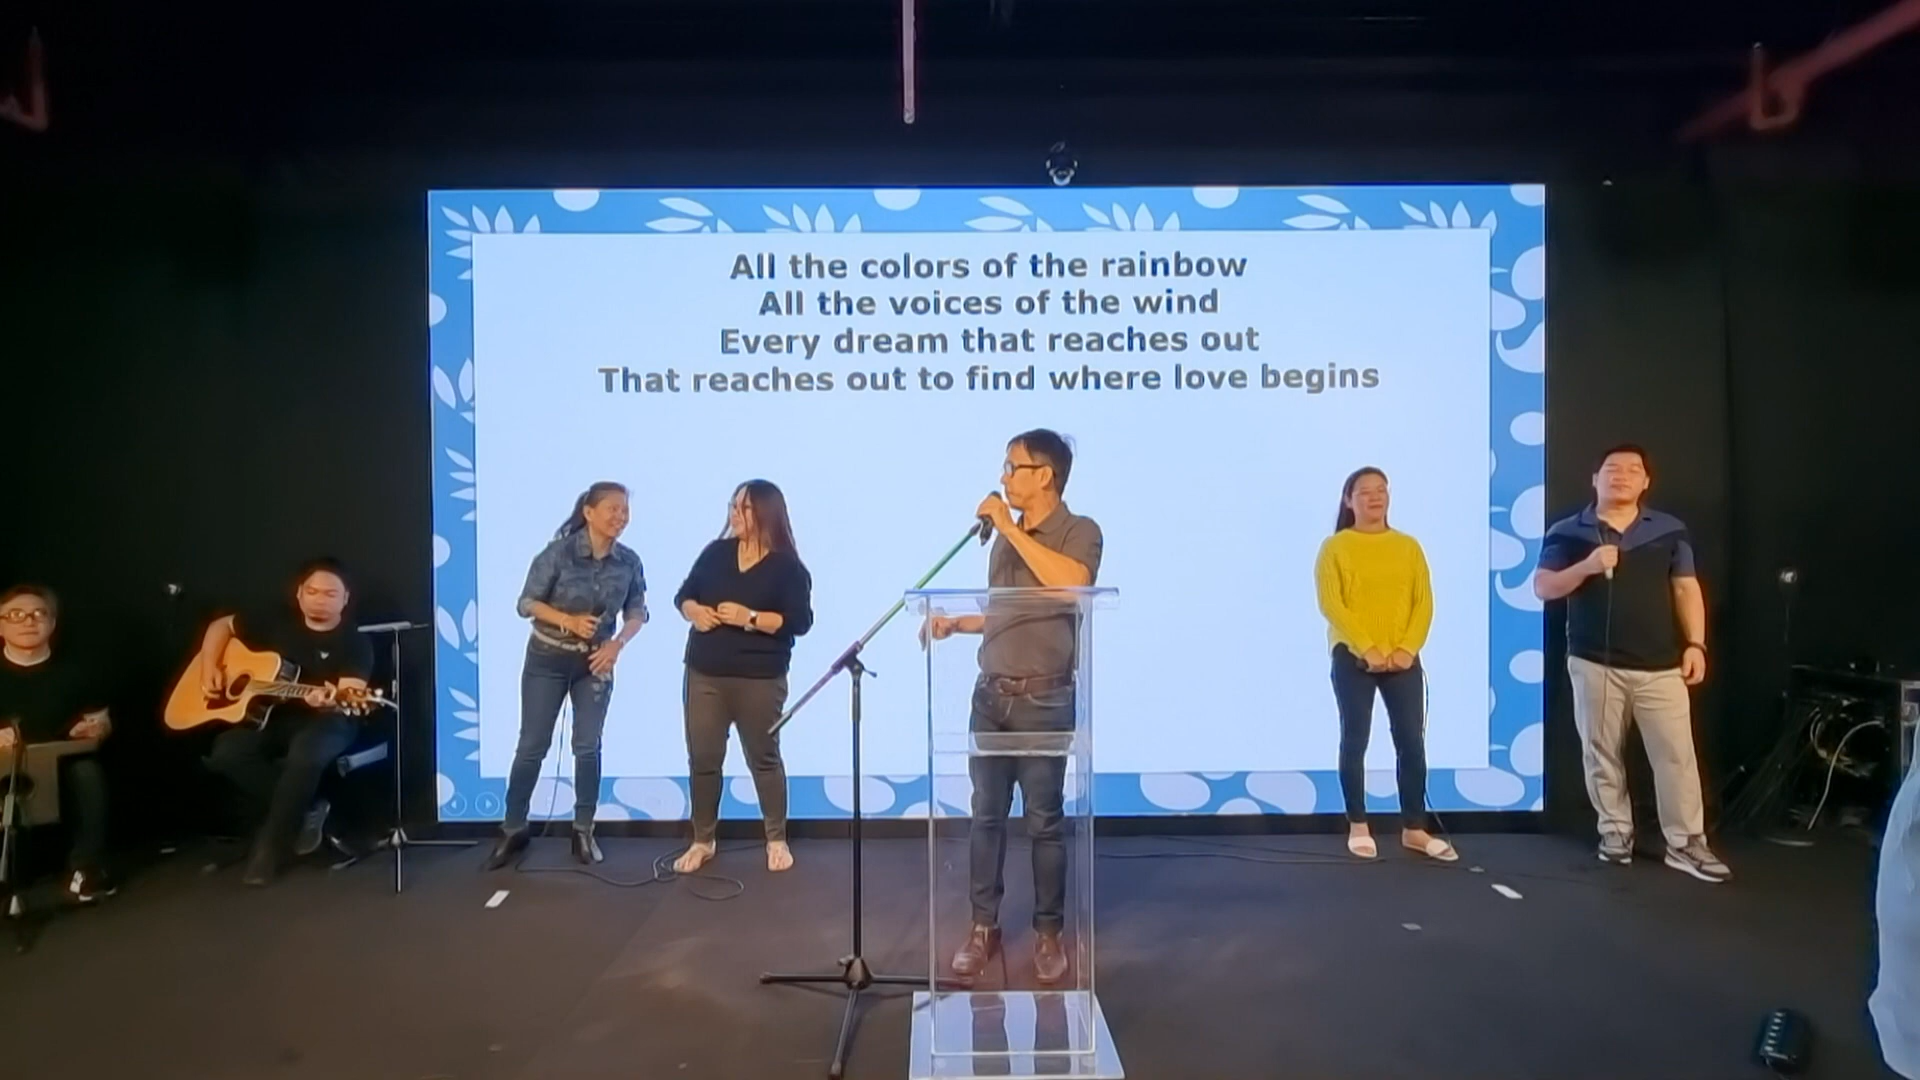 All the colors of the rainbow
All the voices of the wind
Every dream that reaches out
That reaches out to find where love begins